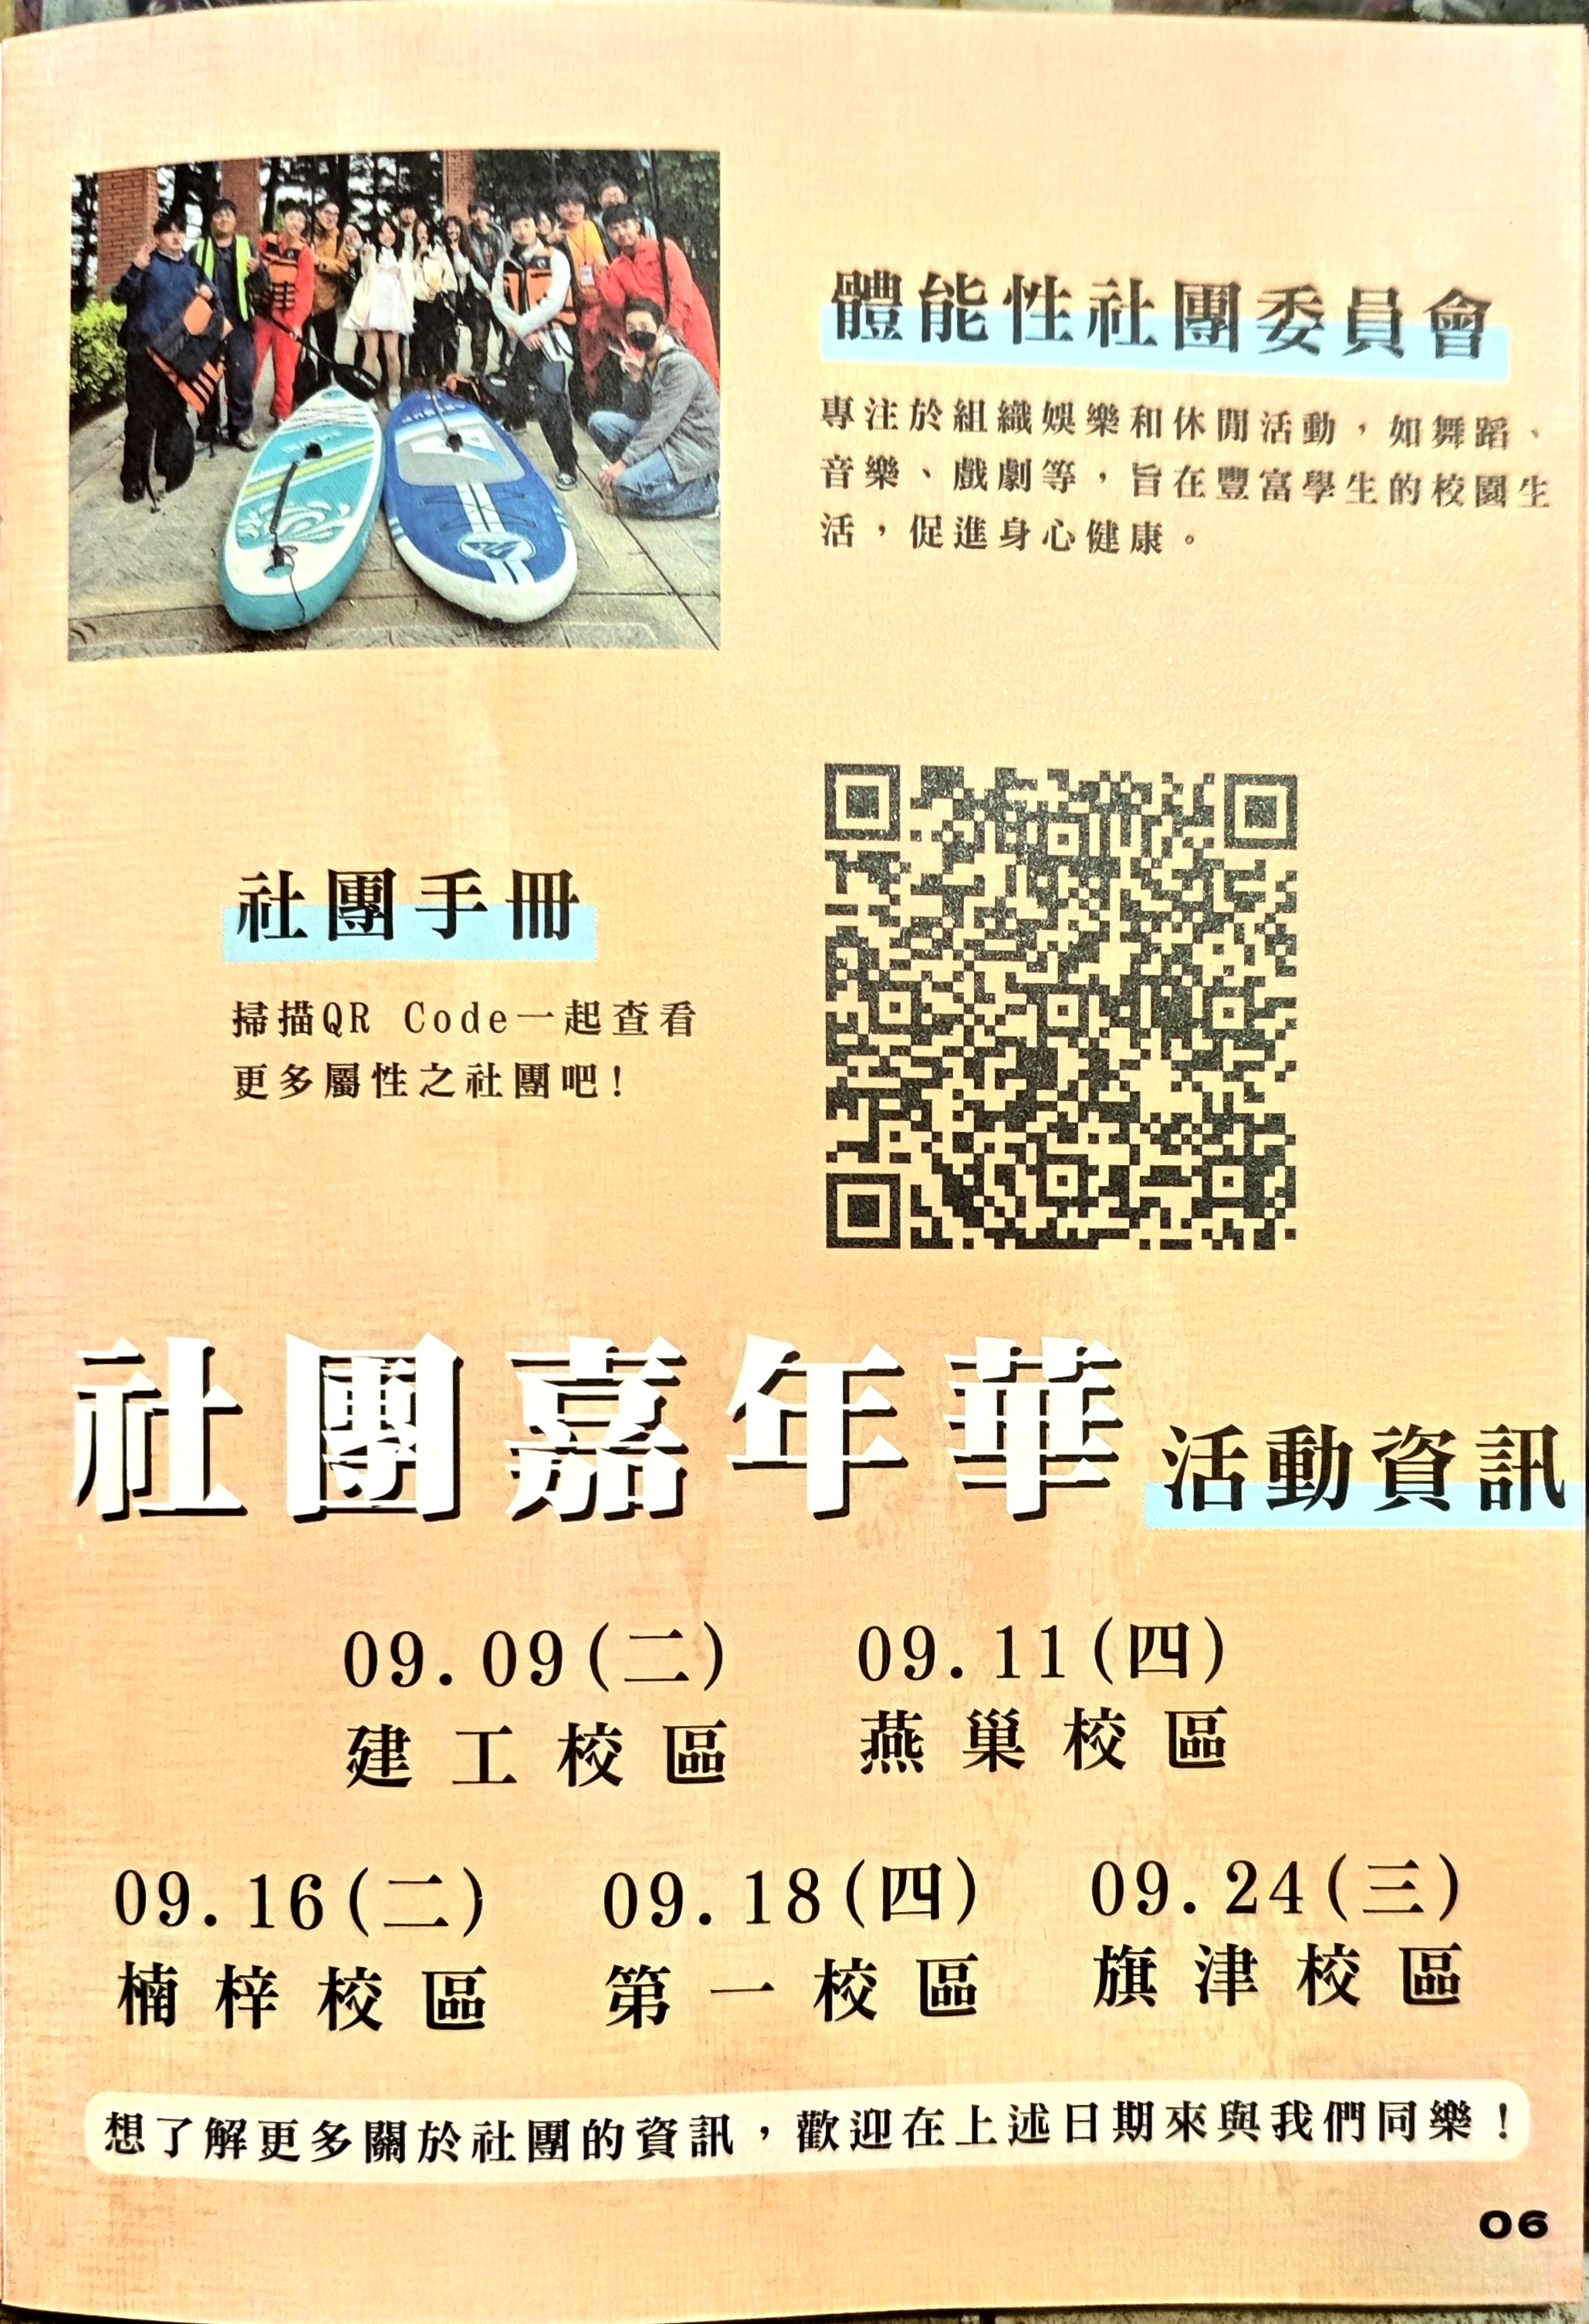 體能性社團委員會
專注於組織娛樂和休閒活動，如舞蹈、
音樂、戲劇等，旨在豐富學生的校園生
活，促進身心健康。
社團手冊
掃描QR Code一起查看
更多屬性之社團吧!
社團嘉年華 活動資訊
09.09(二) 09.11(四)
建工校區 燕巢校區
09.16(二) 09.18(四) 09.24(三)
楠梓校區 第一校區 旗津校區
想了解更多關於社團的資訊，歡迎在上述日期來與我們同樂！
06